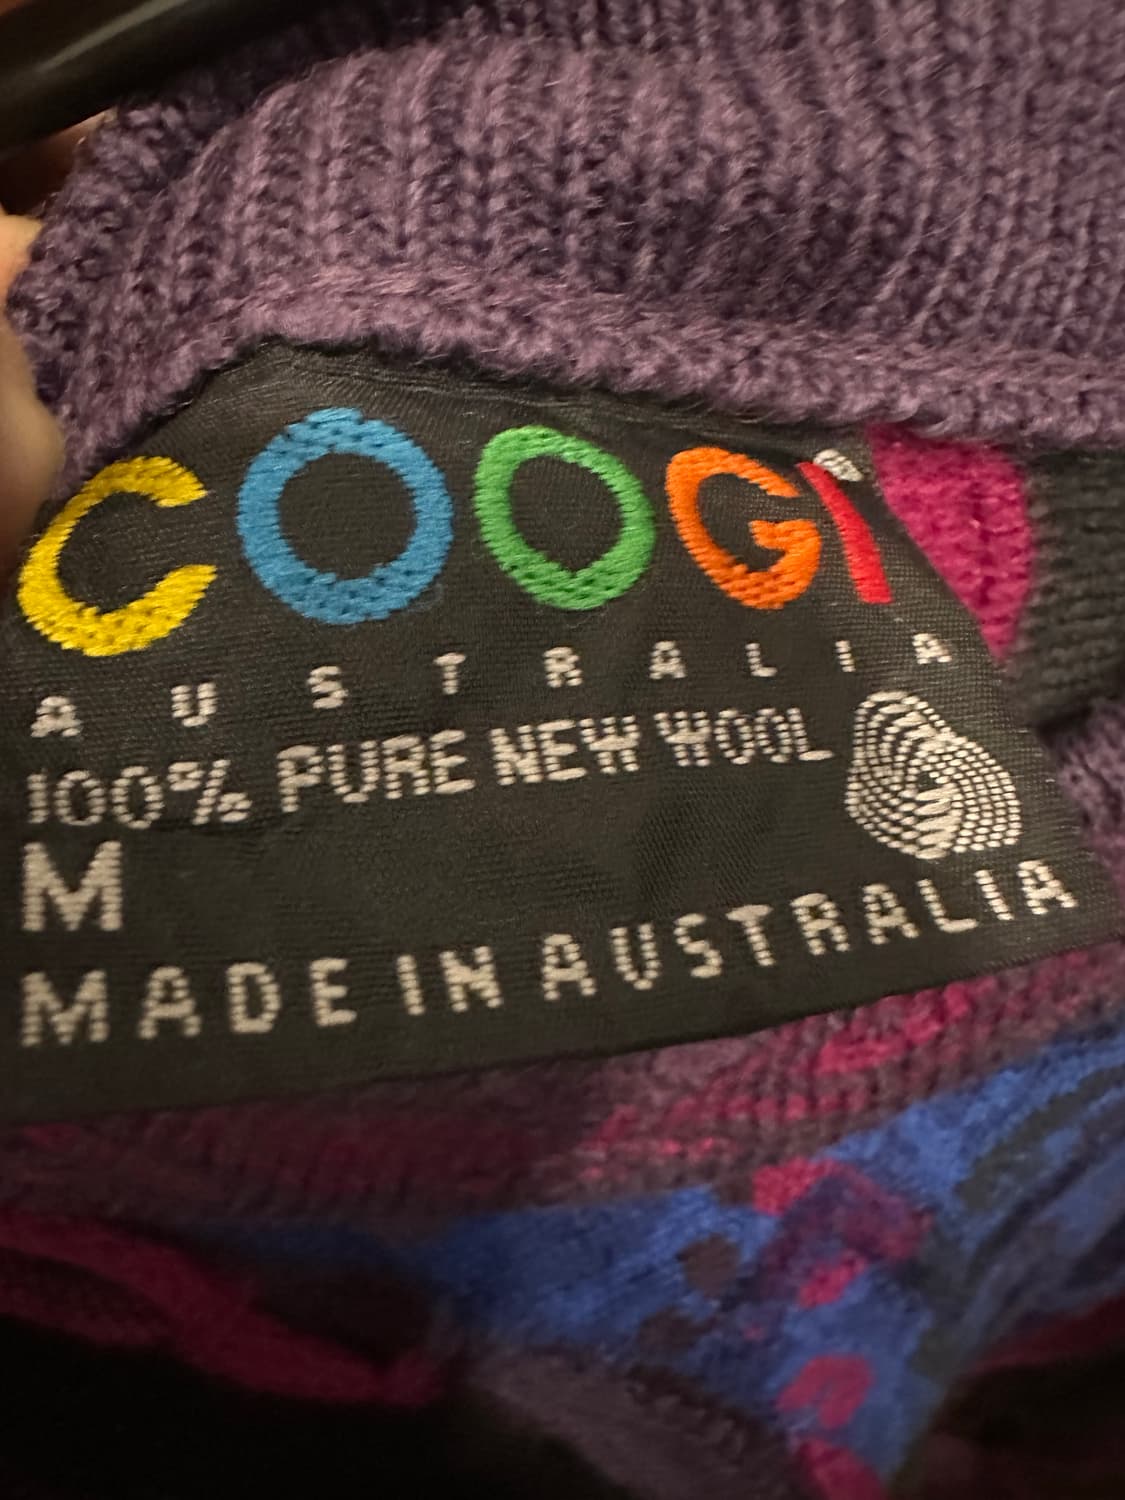 COOGi
AUSTRALIA
100% PURE NEW WOOL
M
MADE IN AUSTRALIA